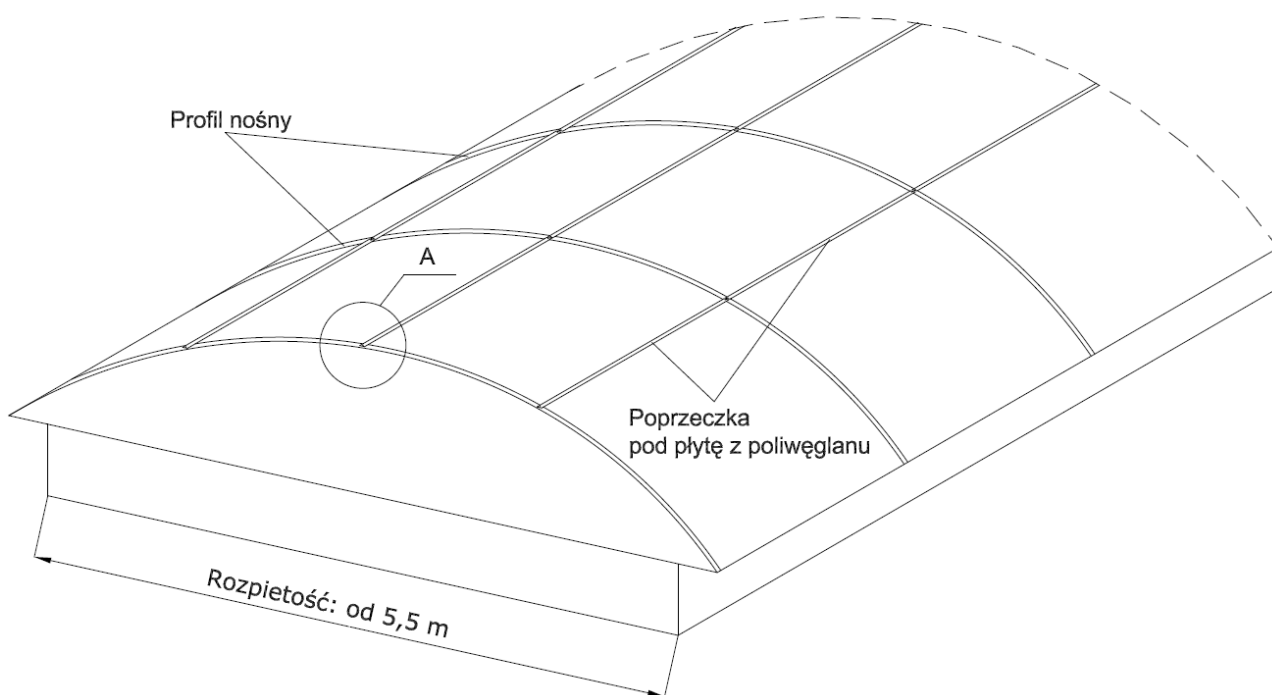 Profil nośny
A
Poprzeczka
pod płytę z poliwęglanu
Rozpietość: od 5,5 m